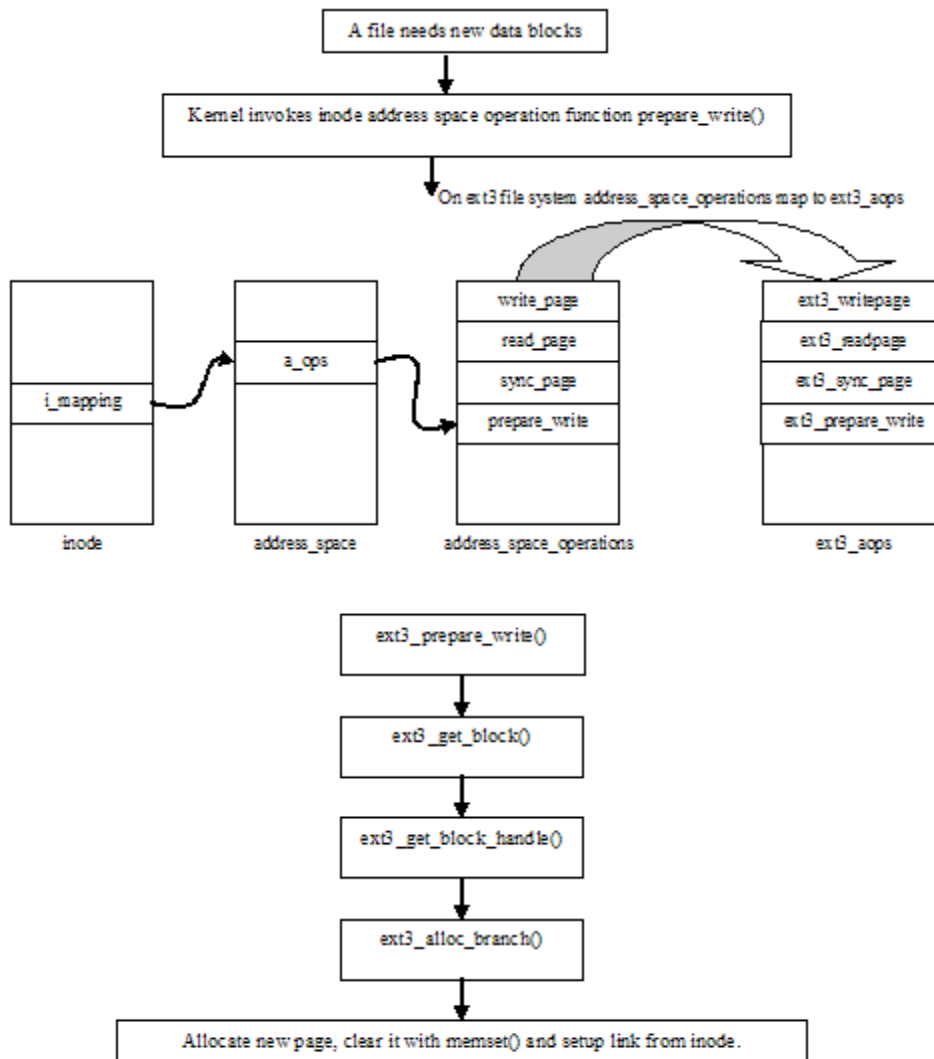 A file needs new data blocks
Kernel invokes inode address space operation function prepare_write()
On ext3 file system address_space_operations map to ext3_aops
write_page
ext3_writepage
read_page
ext3_readpage
a_ops
sync_page
ext3_sync_page
i_mapping
prepare_write
ext3_prepare_write
inode
address_space
address_space_operations
ext3_aops
ext3_prepare_write()
ext3_get_block()
ext3_get_block_handle()
ext3_alloc_branch()
Allocate new page, clear it with memset() and setup link from inode.